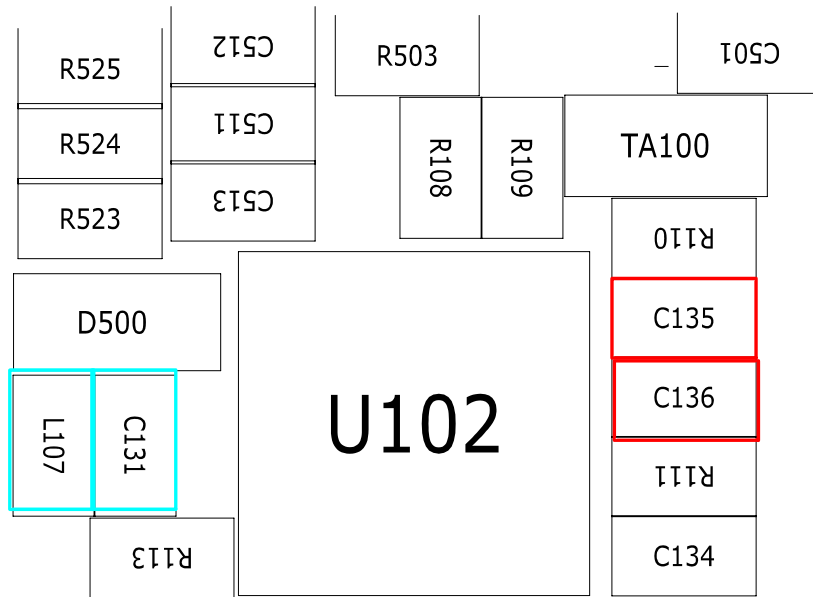 R525
C512
R503
C501
R524
C511
R108
R109
TA100
R523
C513
R110
D500
C135
L107
C131
U102
C136
R111
R113
C134